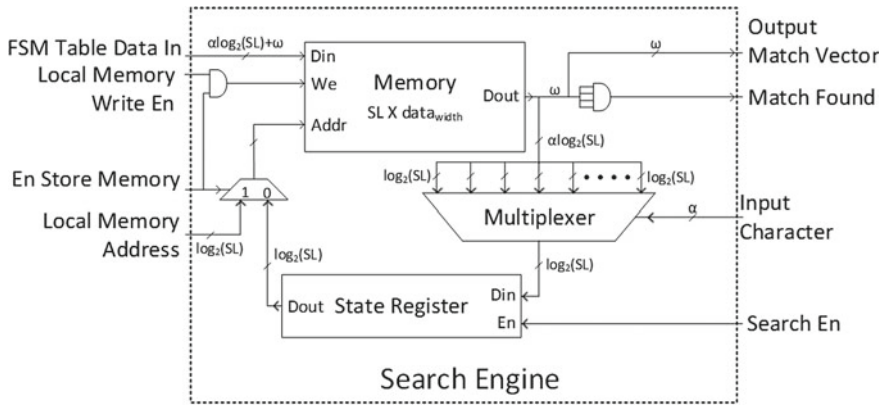 FSM Table Data In
αlog₂(SL)+ω
Local Memory
Write En
En Store Memory
Local Memory
Address
log₂(SL)
Din
We
Addr
Memory
SL X data_width
Dout
ω
ω
Output
Match Vector
Match Found
αlog₂(SL)
log₂(SL)
log₂(SL)
Multiplexer
α
Input
Character
1 0
log₂(SL)
log₂(SL)
Dout
State Register
Din
En
Search En
Search Engine